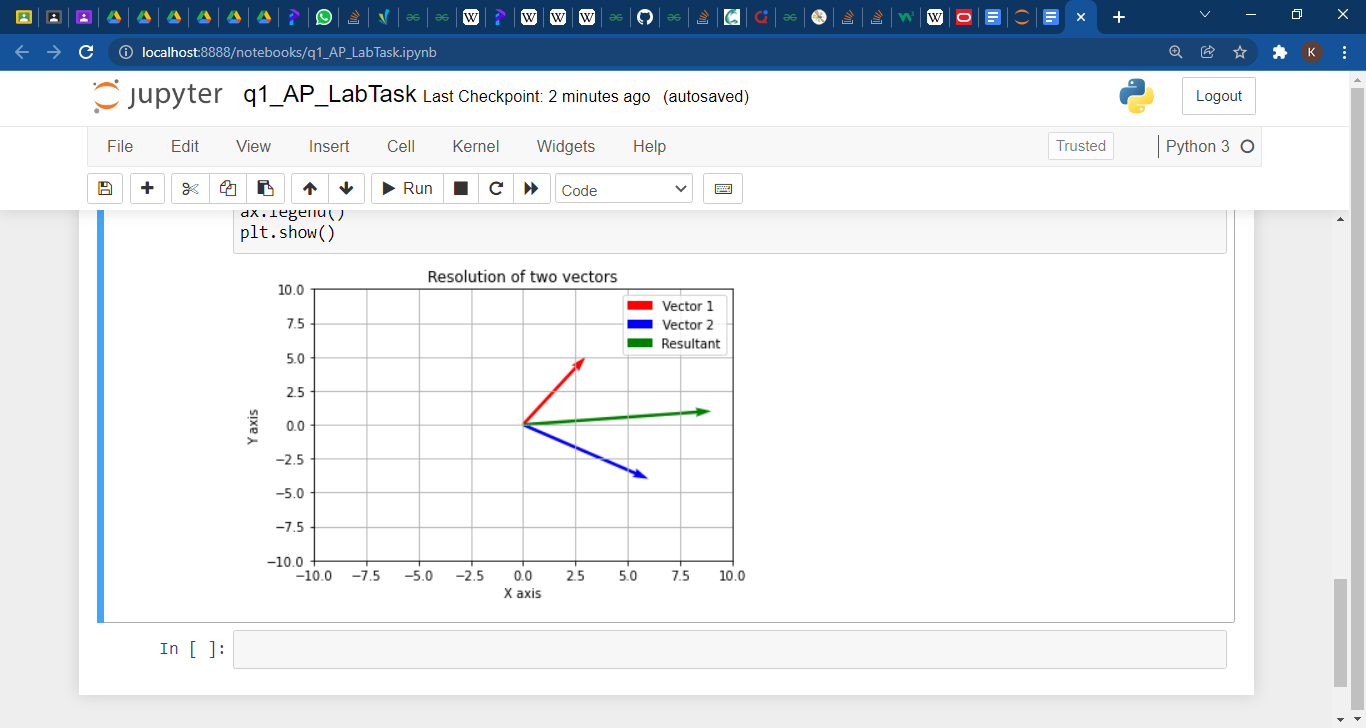 K
localhost:8888/notebooks/q1_AP_LabTask.ipynb
jupyter q1_AP_LabTask Last Checkpoint: 2 minutes ago (autosaved)
Logout
File Edit View Insert Cell Kernel Widgets Help
Trusted Python 3
Run Code
ax.legend()
plt.show()
Resolution of two vectors
10.0
7.5
5.0
2.5
0.0
−2.5
−5.0
−7.5
−10.0
Y axis
Vector 1
Vector 2
Resultant
−10.0 −7.5 −5.0 −2.5 0.0 2.5 5.0 7.5 10.0
X axis
In [ ]: